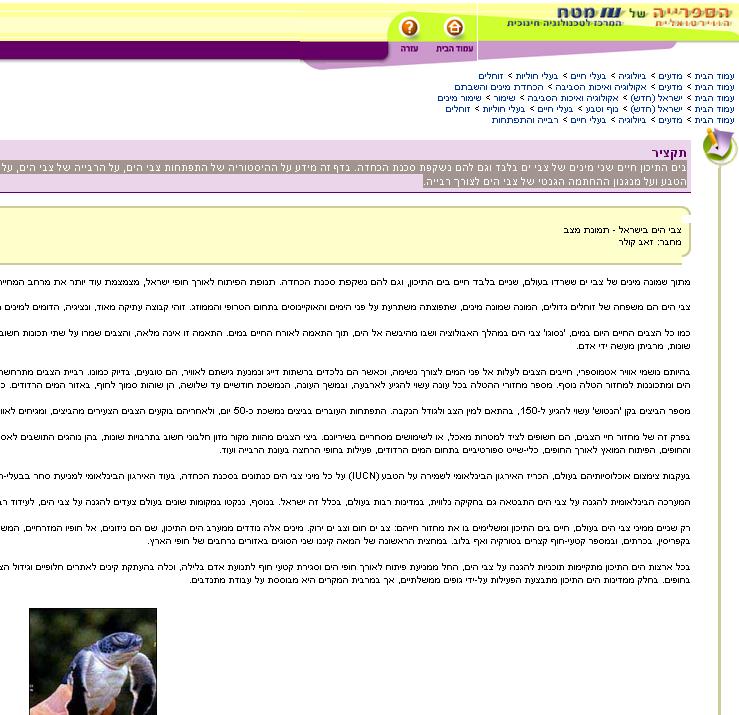 הספרייה של מטח
הווירטואלית המרכז לטכנולוגיה חינוכית
עמוד הבית
עזרה
עמוד הבית > מדעים > ביולוגיה > בעלי חיים > בעלי חוליות > זוחלים
עמוד הבית > מדעים > אקולוגיה ואיכות הסביבה > הכחדת מינים והשבתם
עמוד הבית > ישראל (חדש) > אקולוגיה ואיכות הסביבה > שימור > שימור מינים
עמוד הבית > ישראל (חדש) > נוף וטבע > בעלי חיים > בעלי חוליות > זוחלים
עמוד הבית > מדעים > ביולוגיה > בעלי חיים > רבייה והתפתחות
תקציר
בים התיכון חיים שני מינים של צבי ים בלבד וגם להם נשקפת סכנת הכחדה. בדף זה מידע על ההיסטוריה של התפתחות צבי הים, על הרבייה של צבי הים, על
הטבע ועל מנגנון ההחתמה הגנטי של צבי הים לצורך רבייה.
צבי הים בישראל - תמונת מצב
מחבר: זאב קולר
מתוך שמונה מינים של צבי ים ששרדו בעולם, שניים בלבד חיים בים התיכון, וגם להם נשקפת סכנת הכחדה. תנופת הפיתוח לאורך חופי ישראל, מצמצמת עוד יותר את מרחב המחייה
צבי הים הם משפחה של זוחלים גדולים, המונה שמונה מינים, שתפוצתה משתרעת על פני הימים והאוקיינוסים בתחום הטרופי והממוזג. זוהי קבוצה עתיקה מאוד, ונציגיה, הדומים למינים
כמו כל הצבים החיים היום במים, 'נסוגו' צבי הים במהלך האבולוציה ושבו מהיבשה אל הים, תוך התאמה לאורח החיים במים. התאמה זו אינה מלאה, והצבים שמרו על שתי תכונות חשוב
שונות, מרביתן מעשה ידי אדם.
בהיותם נושמי אוויר אטמוספרי, חייבים הצבים לעלות אל פני המים לצורך נשימה, וכאשר הם נלכדים ברשתות דייג ונמנעת גישתם לאוויר, הם טובעים, בדיוק כמונו. רביית הצבים מתרחשת
הים ומתכוננות למחזור הטלה נוסף. מספר מחזורי ההטלה בכל עונה עשוי להגיע לארבעה, ובמשך העונה, הנמשכת חודשיים עד שלושה, הן שוהות סמוך לחוף, באזור המים הרדודים. כ
מספר הביצים בקן 'הנטוש' עשוי להגיע ל-150, בהתאם למין הצב ולגודל הנקבה. התפתחות העוברים בביצים נמשכת כ-50 יום, ולאחריהם בוקעים הצבים הצעירים מהביצים, ומגיחים לאוו
בפרק זה של מחזור חיי הצבים, הם חשופים לציד למטרות מאכל, או לשימושים מסחריים בשיריונם. ביצי הצבים מהוות מקור מזון חלבוני חשוב בתרבויות שונות, בהן נוהגים התושבים לאס
והחופים, הפיתוח המואץ לאורך החופים, כלי-שייט ספורטיביים בתחום המים הרדודים, פעילות בחופי הרחצה בעונת הרבייה ועוד.
בעקבות צימצום אוכלוסיותיהם בעולם, הכריז האירגון הבינלאומי לשמירה על הטבע (IUCN) על כל מיני צבי הים כנתונים בסכנת הכחדה, בעוד האירגון הבינלאומי למניעת סחר בבעלי-ח
המערכה הבינלאומית להגנה על צבי הים התבטאה גם בחקיקה נלווית, במדינות רבות בעולם, בכלל זה ישראל. בנוסף, ננקטו במקומות שונים בעולם צעדים להגנה על צבי הים, לעידוד רב
רק שניים ממיני צבי הים בעולם, חיים בים התיכון ומשלימים בו את מחזור חייהם: צב ים חום וצב ים ירוק. מינים אלה נודדים ממערב הים התיכון, שם הם ניזונים, אל חופיו המזרחיים, המש
בקפריסין, בכרתים, ובמספר קטעי-חוף קצרים בטורקיה ואף בלוב. במחצית הראשונה של המאה קיננו שני הסוגים באזורים נרחבים של חופי הארץ.
בכל ארצות הים התיכון מתקיימות תוכניות להגנה על צבי הים, החל ממניעת פיתוח לאורך חופי הים וסגירת קטעי חוף לתנועת אדם בלילה, וכלה בהעתקת קינים לאתרים חלופיים וגידול הצ
בחופים. בחלק ממדינות הים התיכון מתבצעת הפעילות על-ידי גופים ממשלתיים, אך במרבית המקרים היא מבוססת על עבודת מתנדבים.